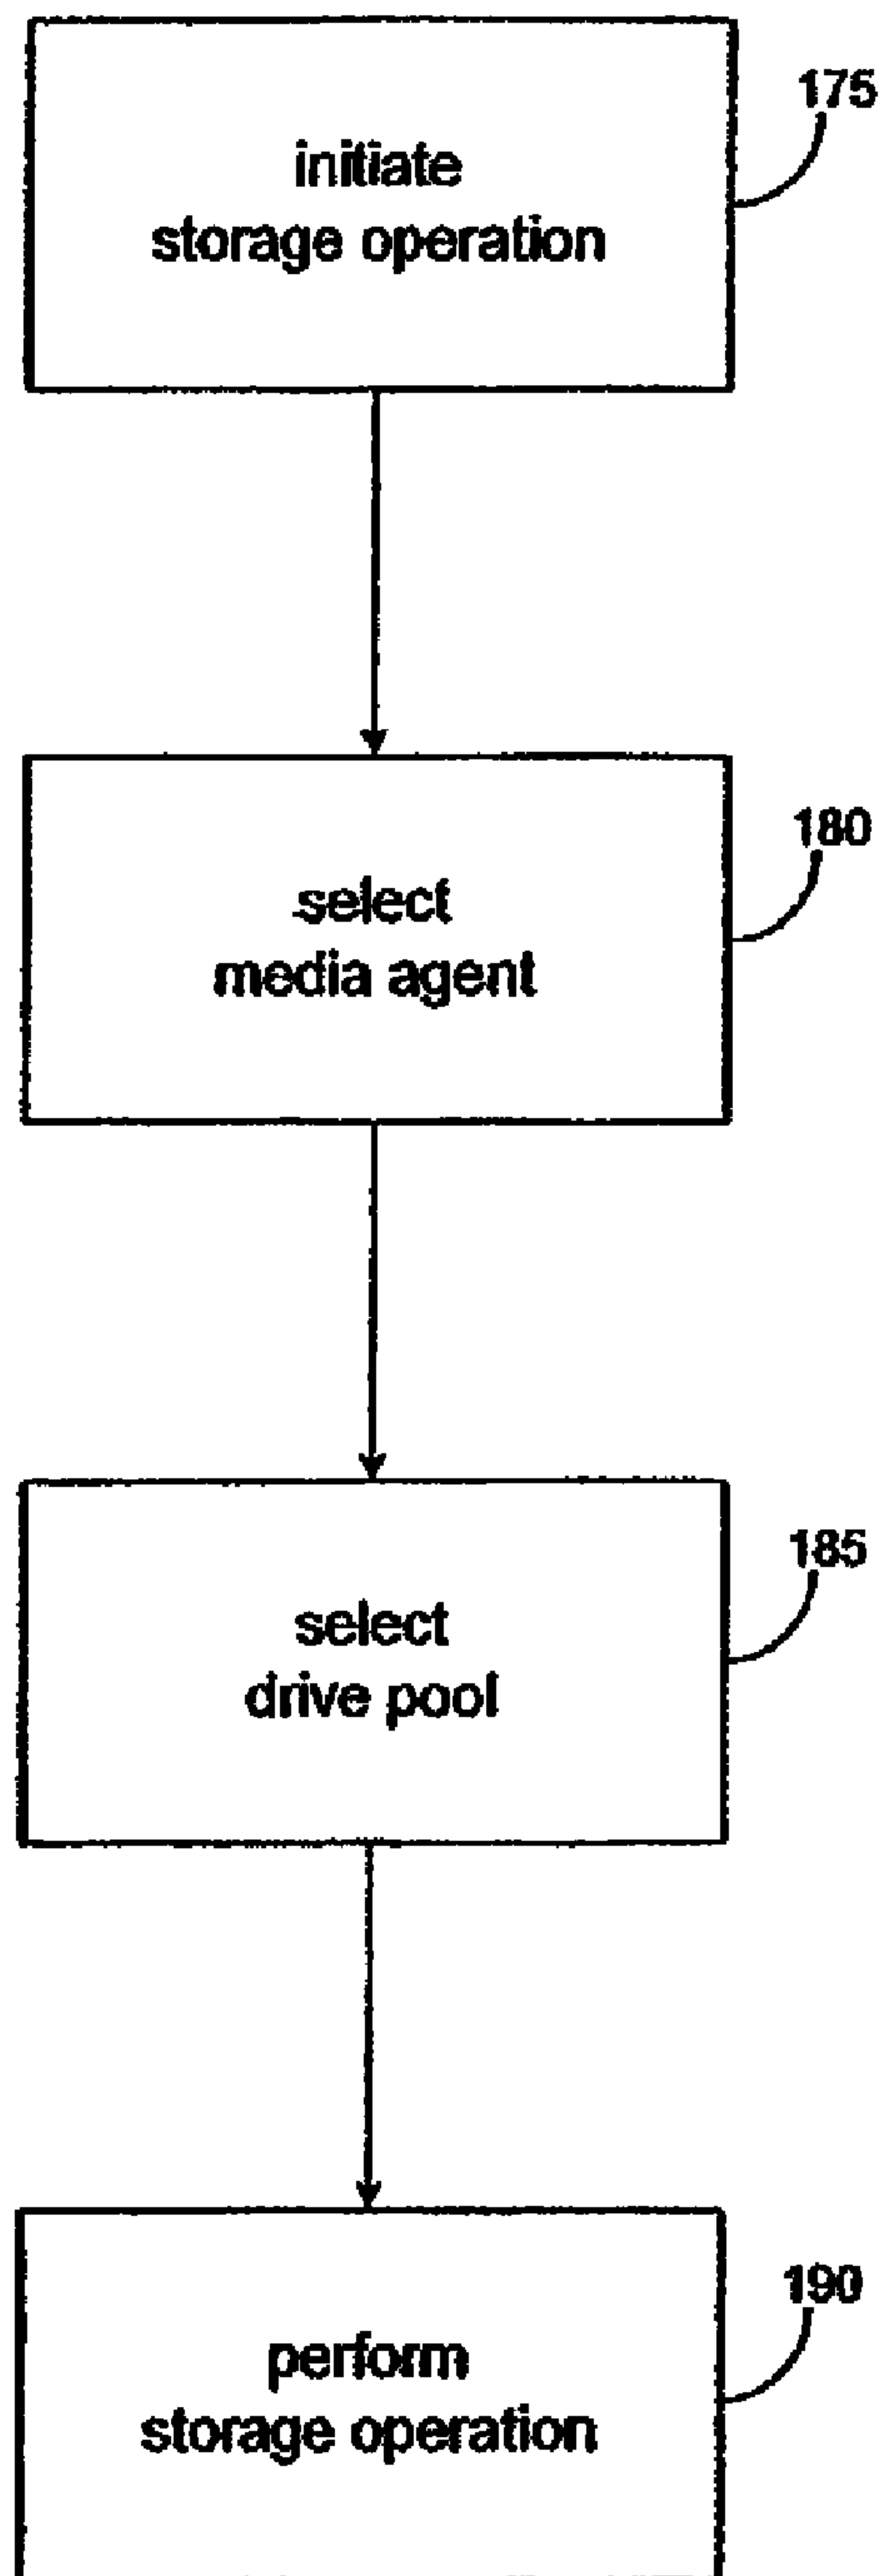 initiate
storage operation
175
select
media agent
180
select
drive pool
185
perform
storage operation
190